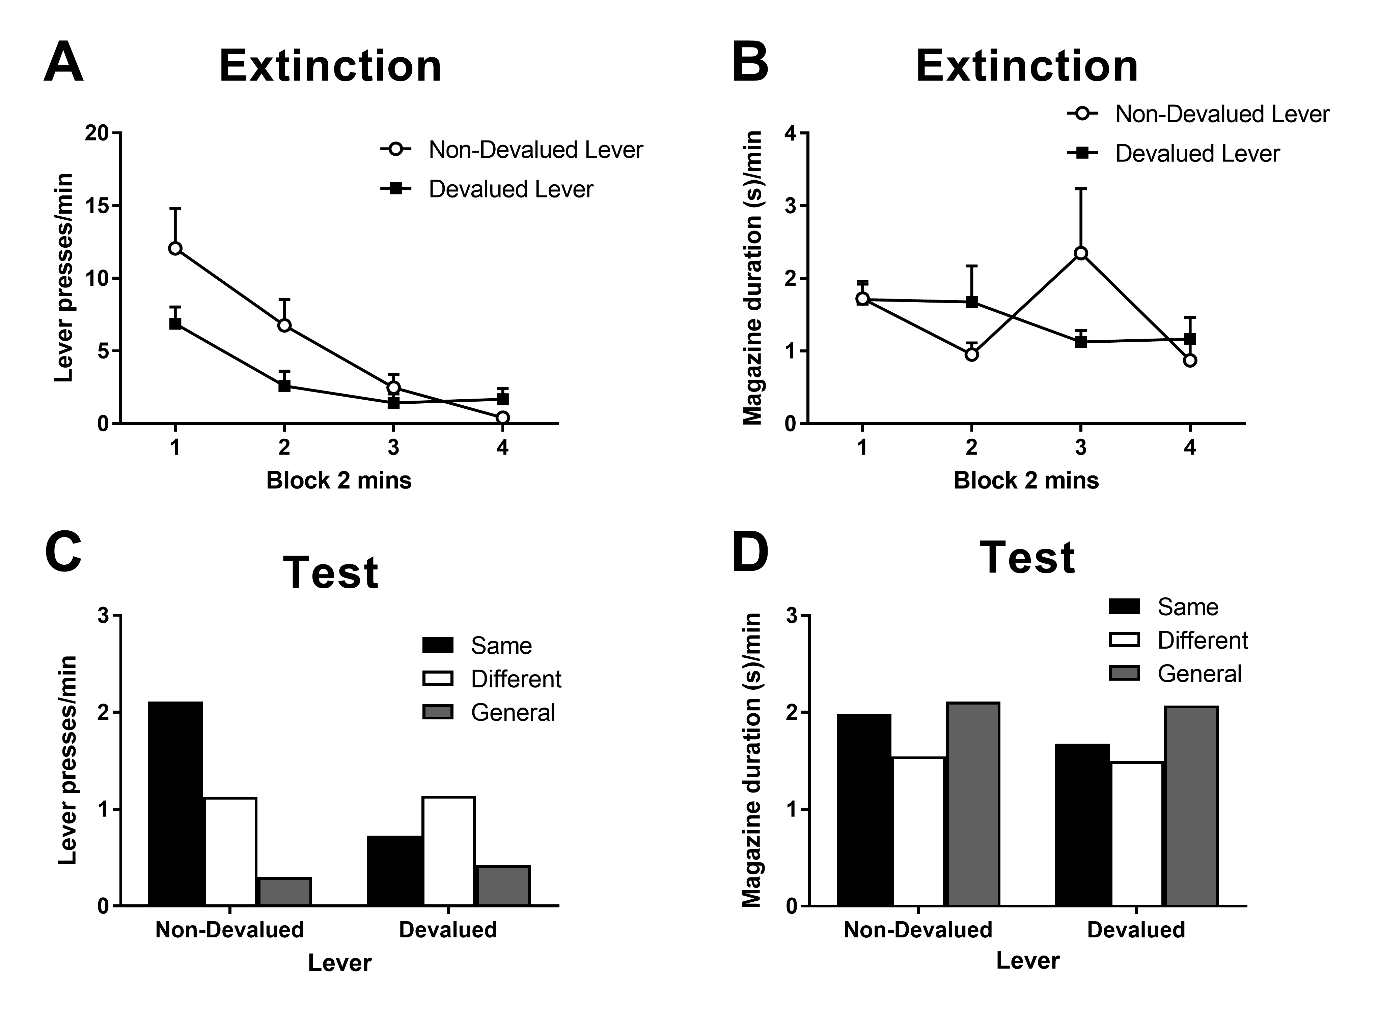 A
Extinction
Lever presses/min
20
15
10
5
0
Non-Devalued Lever
Devalued Lever
1 2 3 4
Block 2 mins
B
Extinction
Magazine duration (s)/min
4
3
2
1
0
Non-Devalued Lever
Devalued Lever
1 2 3 4
Block 2 mins
C
Test
Lever presses/min
3
2
1
0
Same
Different
General
Non-Devalued Devalued
Lever
D
Test
Magazine duration (s)/min
3
2
1
0
Same
Different
General
Non-Devalued Devalued
Lever